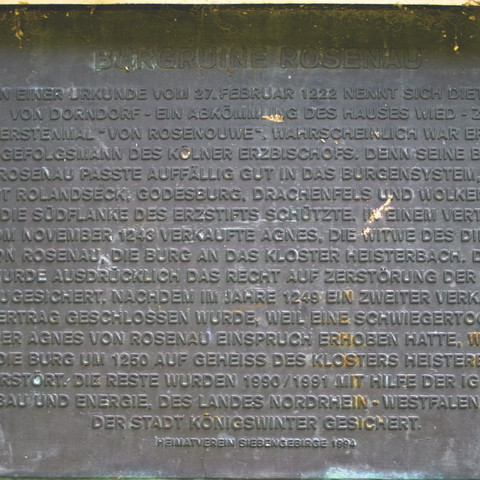 BURGRUINE ROSENAU
N EINER URKUNDE VOM 27. FEBRUAR 1222 NENNT SICH DIET
VON DORNDORF - EIN ABKÖMMUNG DES HAUSES WIED - Z
ERSTENMAL "VON ROSENOUWE". WAHRSCHEINLICH WAR ER
GEFOLGSMANN DES KÖLNER ERZBISCHOFS. DENN SEINE B
ROSENAU PASSTE AUFFÄLLIG GUT IN DAS BURGENSYSTEM,
T ROLANDSECK, GODESBURG, DRACHENFELS UND WOLKEN
DIE SÜDFLANKE DES ERZSTIFTS SCHÜTZTE. IN EINEM VERT
OM NOVEMBER 1243 VERKAUFTE AGNES, DIE WITWE DES DIE
ON ROSENAU, DIE BURG AN DAS KLOSTER HEISTERBACH. D
WURDE AUSDRÜCKLICH DAS RECHT AUF ZERSTÖRUNG DER
UGESICHERT. NACHDEM IM JAHRE 1249 EIN ZWEITER VERK
ERTRAG GESCHLOSSEN WURDE, WEIL EINE SCHWIEGERTOC
ER AGNES VON ROSENAU EINSPRUCH ERHOBEN HATTE, W
DIE BURG UM 1250 AUF GEHEISS DES KLOSTERS HEISTERB
ERSTÖRT. DIE RESTE WURDEN 1990/1991 MIT HILFE DER IG
BAU UND ENERGIE, DES LANDES NORDRHEIN - WESTFALEN
DER STADT KÖNIGSWINTER GESICHERT.
HEIMATVEREIN SIEBENGEBIRGE 1994